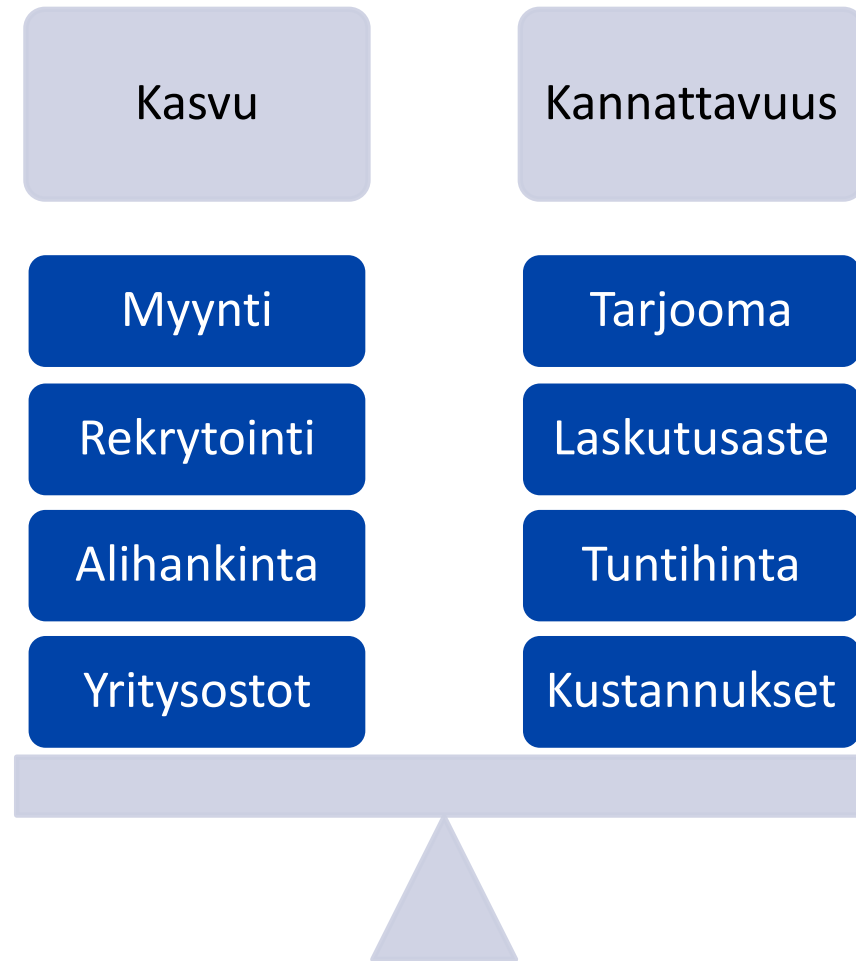 Kasvu
Kannattavuus
Myynti
Tarjooma
Rekrytointi
Laskutusaste
Alihankinta
Tuntihinta
Yritysostot
Kustannukset